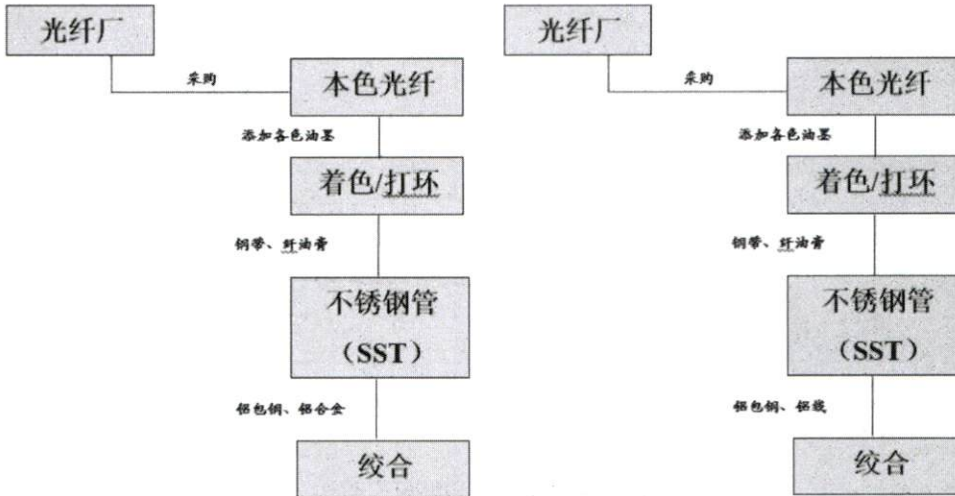 光纤厂
采购
本色光纤
添加各色油墨
着色/打环
钢带、纤油膏
不锈钢管
（SST）
铝包钢、铝合金
绞合
光纤厂
采购
本色光纤
添加各色油墨
着色/打环
钢带、纤油膏
不锈钢管
（SST）
铝包钢、铝线
绞合